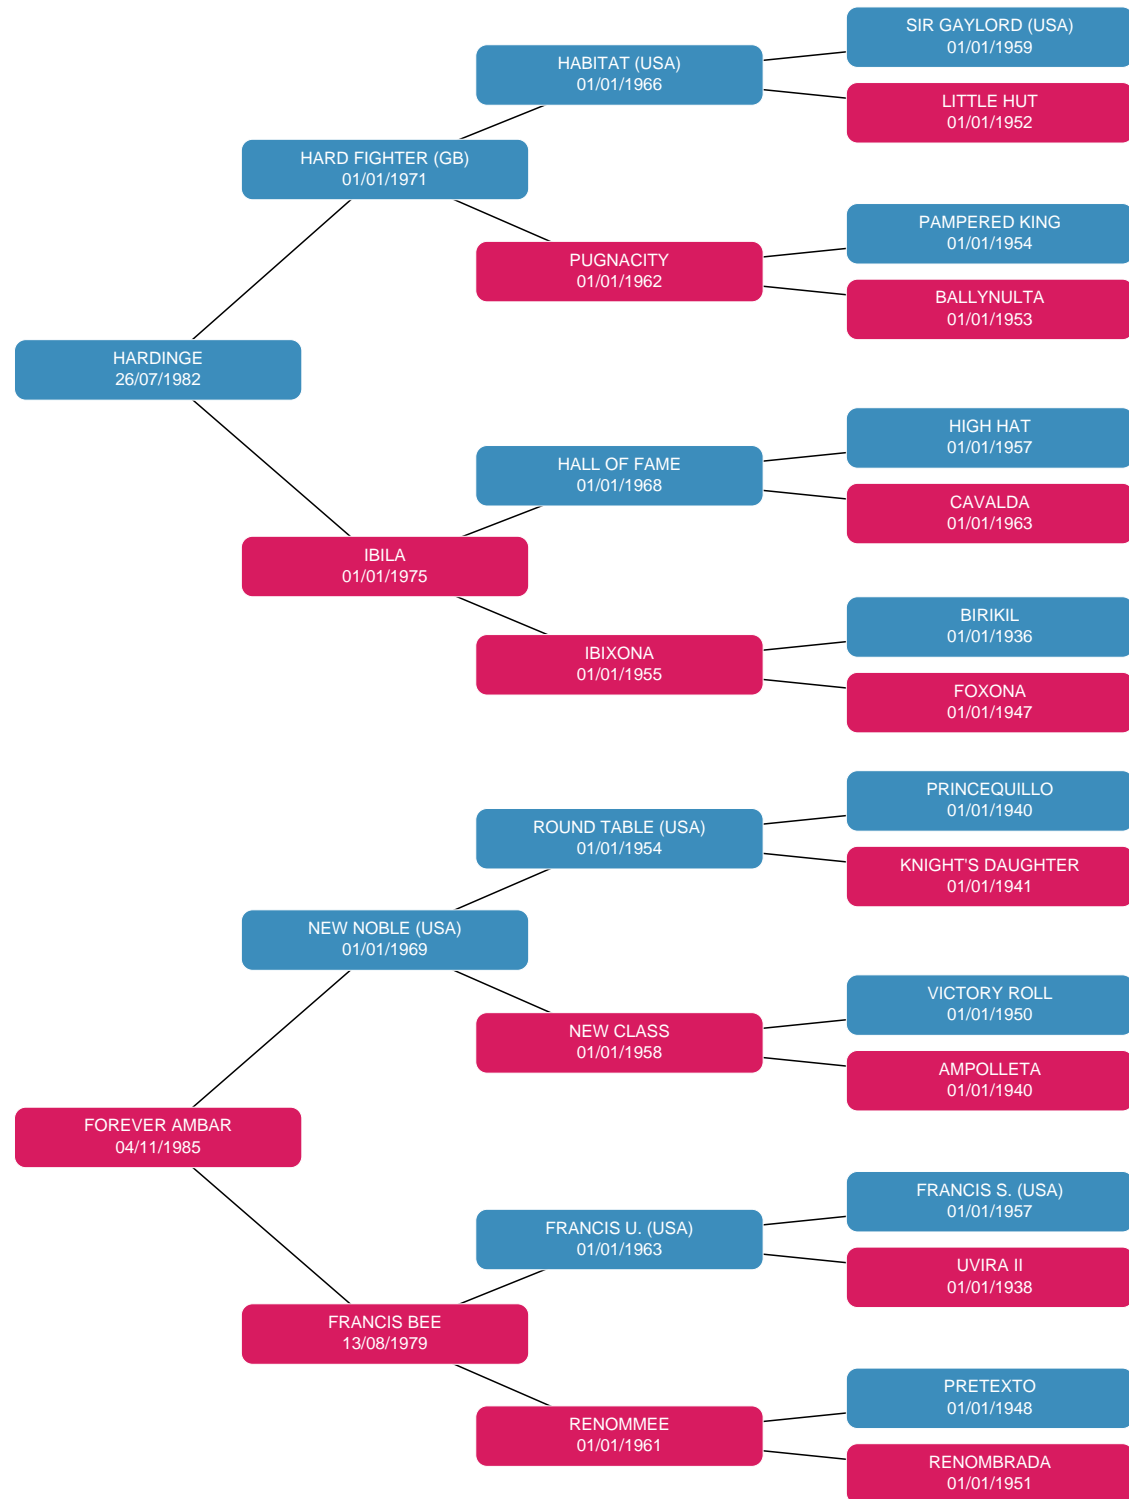 SIR GAYLORD (USA)
01/01/1959
HABITAT (USA)
01/01/1966
LITTLE HUT
01/01/1952
HARD FIGHTER (GB)
01/01/1971
PAMPERED KING
01/01/1954
PUGNACITY
01/01/1962
BALLYNULTA
01/01/1953
HARDINGE
26/07/1982
HIGH HAT
01/01/1957
HALL OF FAME
01/01/1968
CAVALDA
01/01/1963
IBILA
01/01/1975
BIRIKIL
01/01/1936
IBIXONA
01/01/1955
FOXONA
01/01/1947
PRINCEQUILLO
01/01/1940
ROUND TABLE (USA)
01/01/1954
KNIGHT'S DAUGHTER
01/01/1941
NEW NOBLE (USA)
01/01/1969
VICTORY ROLL
01/01/1950
NEW CLASS
01/01/1958
AMPOLLETA
01/01/1940
FOREVER AMBAR
04/11/1985
FRANCIS S. (USA)
01/01/1957
FRANCIS U. (USA)
01/01/1963
UVIRA II
01/01/1938
FRANCIS BEE
13/08/1979
PRETEXTO
01/01/1948
RENOMMEE
01/01/1961
RENOMBRADA
01/01/1951